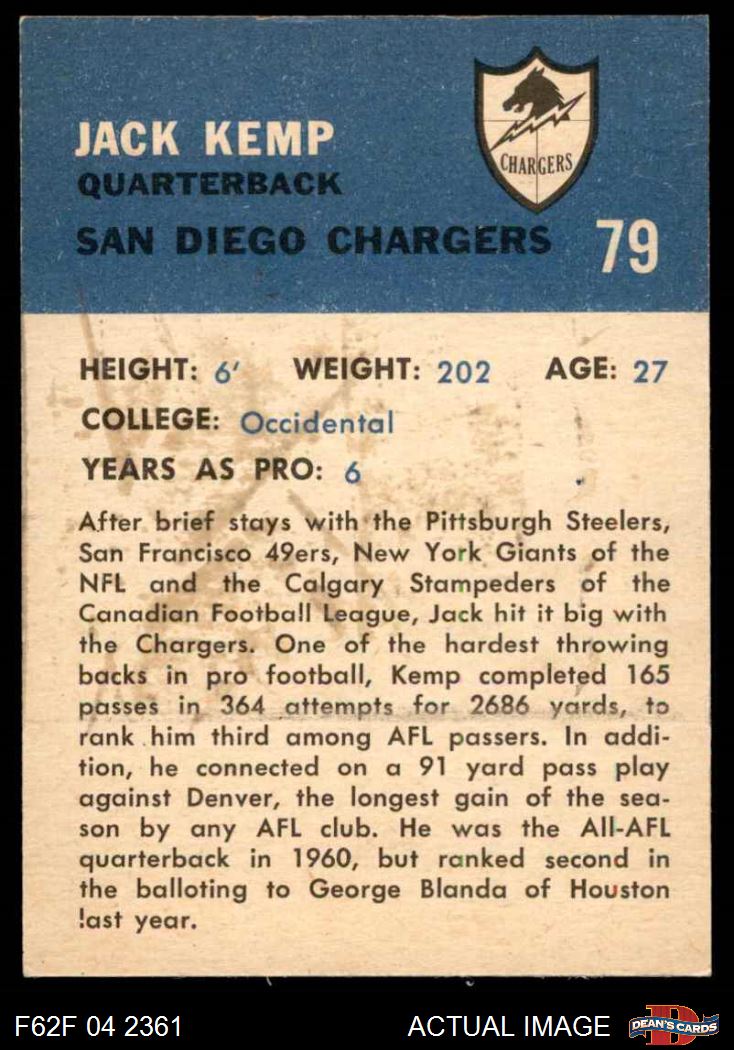 JACK KEMP
QUARTERBACK
SAN DIEGO CHARGERS
CHARGERS
79
HEIGHT: 6' WEIGHT: 202 AGE: 27
COLLEGE: Occidental
YEARS AS PRO: 6
After brief stays with the Pittsburgh Steelers,
San Francisco 49ers, New York Giants of the
NFL and the Calgary Stampeders of the
Canadian Football League, Jack hit it big with
the Chargers. One of the hardest throwing
backs in pro football, Kemp completed 165
passes in 364 attempts for 2686 yards, to
rank him third among AFL passers. In addi-
tion, he connected on a 91 yard pass play
against Denver, the longest gain of the sea-
son by any AFL club. He was the All-AFL
quarterback in 1960, but ranked second in
the balloting to George Blanda of Houston
last year.
F62F 04 2361 ACTUAL IMAGE
D
DEAN'S CARDS